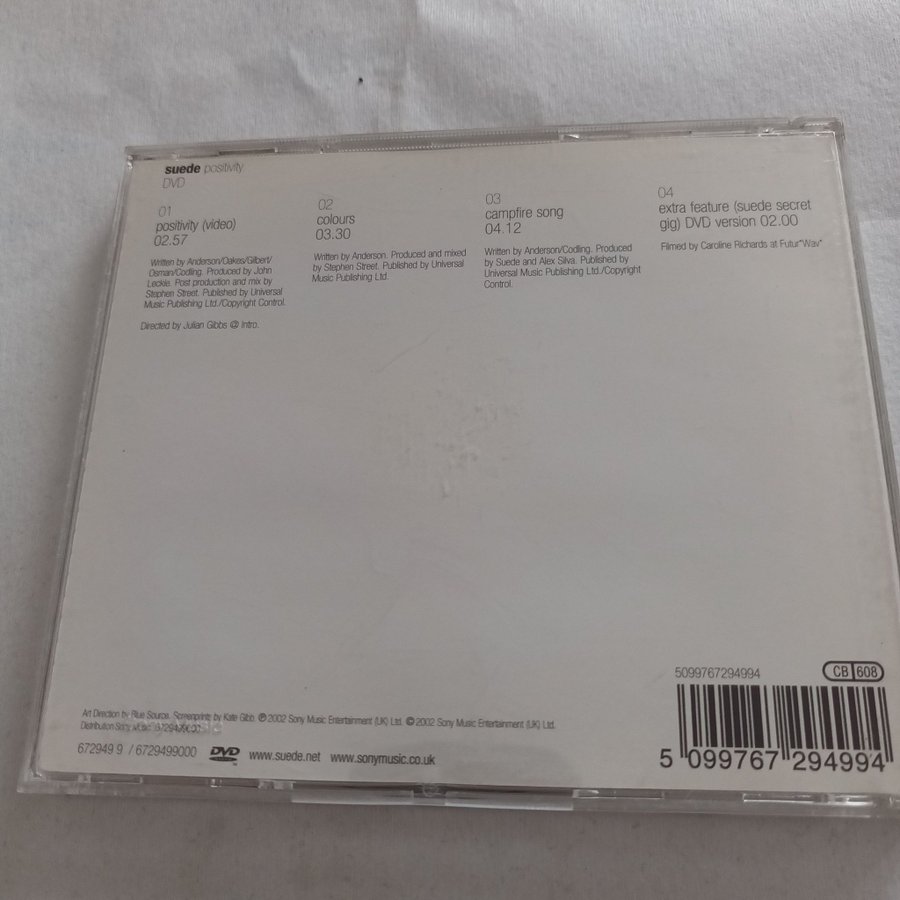 suede positivity
DVD
01
positivity (video)
02.57
Written by Anderson/Oakes/Gilbert/
Osman/Codling. Produced by John
Leckie. Post production and mix by
Stephen Street. Published by Universal
Music Publishing Ltd./Copyright Control.
Directed by Julian Gibbs @ Intro.
02
colours
03.30
Written by Anderson. Produced and mixed
by Stephen Street. Published by Universal
Music Publishing Ltd.
03
campfire song
04.12
Written by Anderson/Codling. Produced
by Suede and Alex Silva. Published by
Universal Music Publishing Ltd./Copyright
Control.
04
extra feature (suede secret
gig) DVD version 02.00
Filmed by Caroline Richards at Futur"Wav"
5099767294994
CB 608
Art Direction by Blue Source. Screenprints by Kate Gibb. ℗ 2002 Sony Music Entertainment (UK) Ltd. © 2002 Sony Music Entertainment (UK) Ltd.
Distribution Sony Music 6729499000
672949 9 / 6729499000 DVD www.suede.net www.sonymusic.co.uk
5 099767 294994